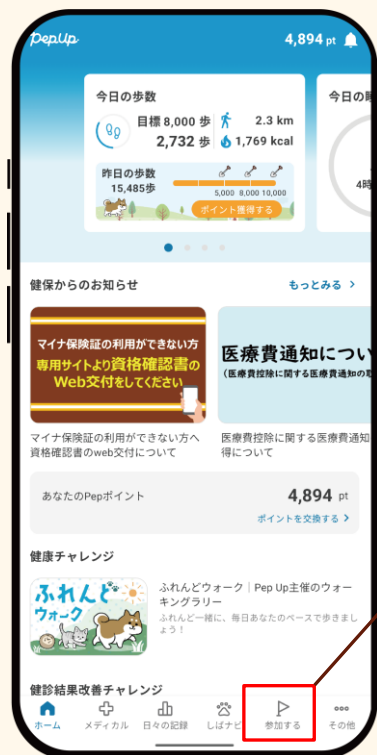 PepUp
4,894 pt
今日の歩数
目標 8,000 歩
2.3 km
2,732 歩
1,769 kcal
昨日の歩数
15,485歩
5,000 8,000 10,000
ポイント獲得する
今日の
4時
健保からのお知らせ
もっとみる >
マイナ保険証の利用ができない方
専用サイトより資格確認書の
Web交付をしてください
医療費通知につい
(医療費控除に関する医療費通知の取
マイナ保険証の利用ができない方へ
資格確認書のweb交付について
医療費控除に関する医療費通知
得について
あなたのPepポイント
4,894 pt
ポイントを交換する >
健康チャレンジ
ふれんど
ウォーク
ふれんどウォーク｜Pep Up主催のウォー
キングラリー
ふれんど一緒に、毎日あなたのペースで歩きまし
ょう！
健診結果改善チャレンジ
ホーム
メディカル
日々の記録
しばナビ
参加する
その他